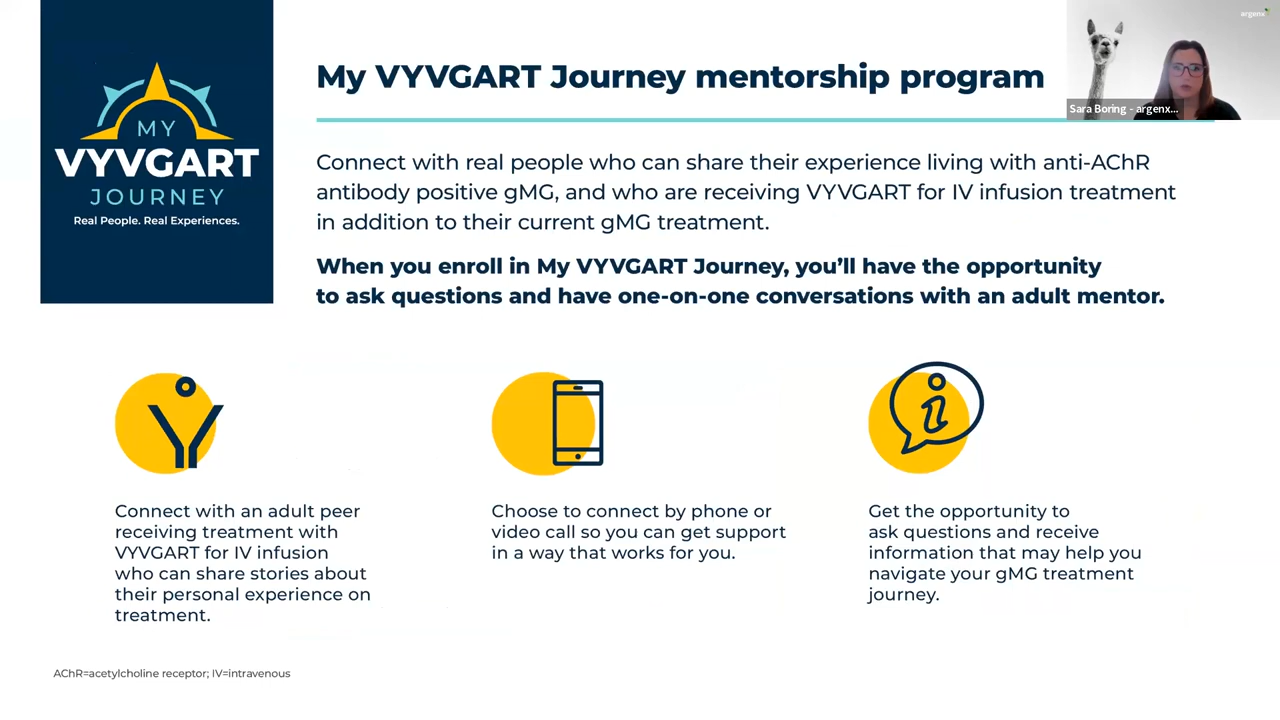 MY
VYVGART
JOURNEY
Real People. Real Experiences.
My VYVGART Journey mentorship program
argenx
Sara Boring - argenx...
Connect with real people who can share their experience living with anti-AChR
antibody positive gMG, and who are receiving VYVGART for IV infusion treatment
in addition to their current gMG treatment.
When you enroll in My VYVGART Journey, you’ll have the opportunity
to ask questions and have one-on-one conversations with an adult mentor.
Connect with an adult peer
receiving treatment with
VYVGART for IV infusion
who can share stories about
their personal experience on
treatment.
Choose to connect by phone or
video call so you can get support
in a way that works for you.
Get the opportunity to
ask questions and receive
information that may help you
navigate your gMG treatment
journey.
AChR=acetylcholine receptor; IV=intravenous